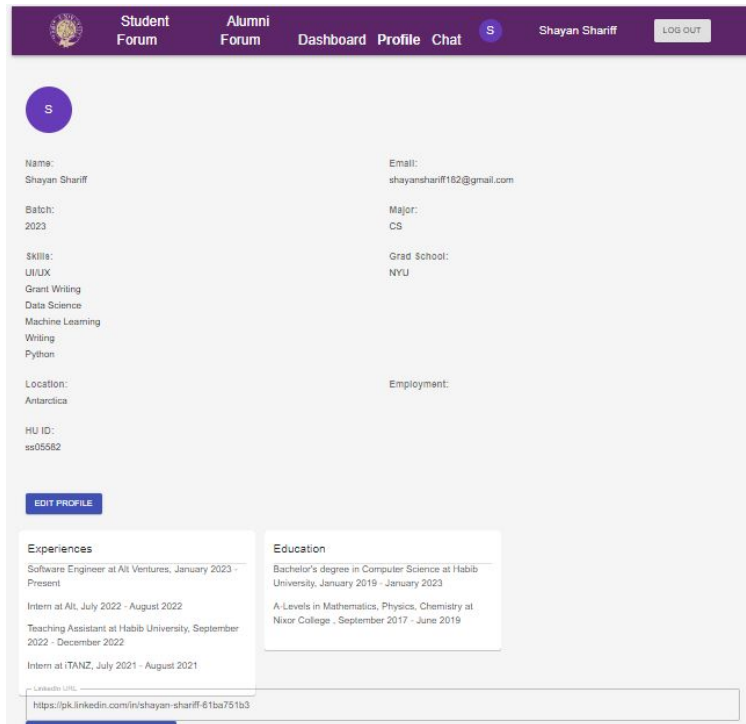 Student Forum
Alumni Forum
Dashboard
Profile
Chat
S
Shayan Shariff
LOG OUT
S
Name:
Shayan Shariff
Email:
shayanshariff182@gmail.com
Batch:
2023
Major:
CS
Skills:
UI/UX
Grant Writing
Data Science
Machine Learning
Writing
Python
Grad School:
NYU
Location:
Antarctica
Employment:
HU ID:
ss05582
EDIT PROFILE
Experiences
Software Engineer at Alt Ventures, January 2023 -
Present
Intern at Alt, July 2022 - August 2022
Teaching Assistant at Habib University, September
2022 - December 2022
Intern at iTANZ, July 2021 - August 2021
Education
Bachelor's degree in Computer Science at Habib
University, January 2019 - January 2023
A-Levels in Mathematics, Physics, Chemistry at
Nixor College , September 2017 - June 2019
LinkedIn URL
https://pk.linkedin.com/in/shayan-shariff-61ba751b3